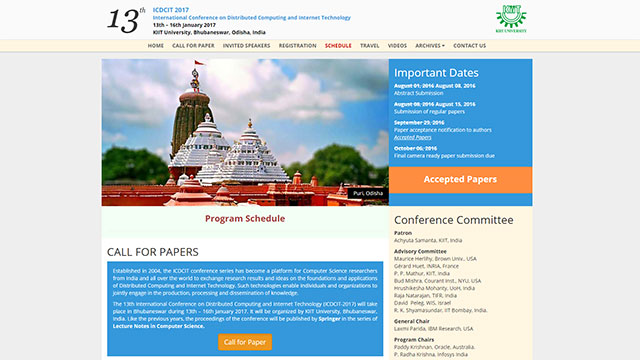 13th
ICDCIT 2017
International Conference on Distributed Computing and Internet Technology
13th - 16th January 2017
KIIT University, Bhubaneswar, Odisha, India
KIIT UNIVERSITY
HOME CALL FOR PAPER INVITED SPEAKERS REGISTRATION SCHEDULE TRAVEL VIDEOS ARCHIVES CONTACT US
Puri, Odisha
Important Dates
August 01, 2016 August 08, 2016
Abstract Submission
August 08, 2016 August 15, 2016
Submission of regular papers
September 29, 2016
Paper acceptance notification to authors
Accepted Papers
October 06, 2016
Final camera ready paper submission due
Accepted Papers
Program Schedule
CALL FOR PAPERS
Established in 2004, the ICDCIT conference series has become a platform for Computer Science researchers
from India and all over the world to exchange research results and ideas on the foundations and applications
of Distributed Computing and Internet Technology. Such technologies enable individuals and organizations to
jointly engage in the production, processing and dissemination of knowledge.
The 13th International Conference on Distributed Computing and Internet Technology (ICDCIT-2017) will take
place in Bhubaneswar during 13th - 16th January 2017. It will be organized by KIIT University, Bhubaneswar,
India. Like the previous years, the proceedings of the conference will be published by Springer in the series of
Lecture Notes in Computer Science.
Call for Paper
Conference Committee
Patron
Achyuta Samanta, KIIT, India
Advisory Committee
Maurice Herlihy, Brown Univ., USA
Gérard Huet, INRIA, France
P. P. Mathur, KIIT, India
Bud Mishra, Courant Inst., NYU, USA
Hrushikesha Mohanty, UoH, India
Raja Natarajan, TIFR, India
David Peleg, WIS, Israel
R. K. Shyamasundar, IIT Bombay, India.
General Chair
Laxmi Parida, IBM Research, USA
Program Chairs
Paddy Krishnan, Oracle, Australia.
P. Radha Krishna, Infosys India